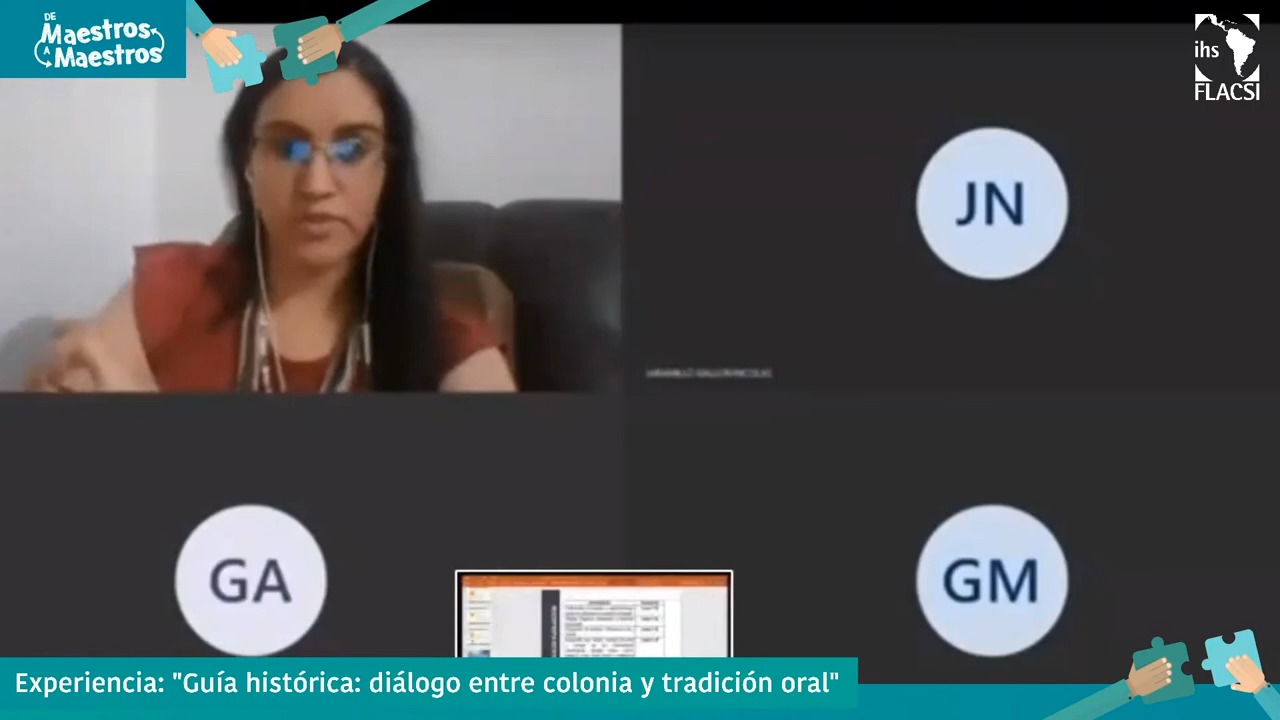 DE
Maestros
A
Maestros
ihs
FLACSI
JN
GA
GM
Experiencia: "Guía histórica: diálogo entre colonia y tradición oral"